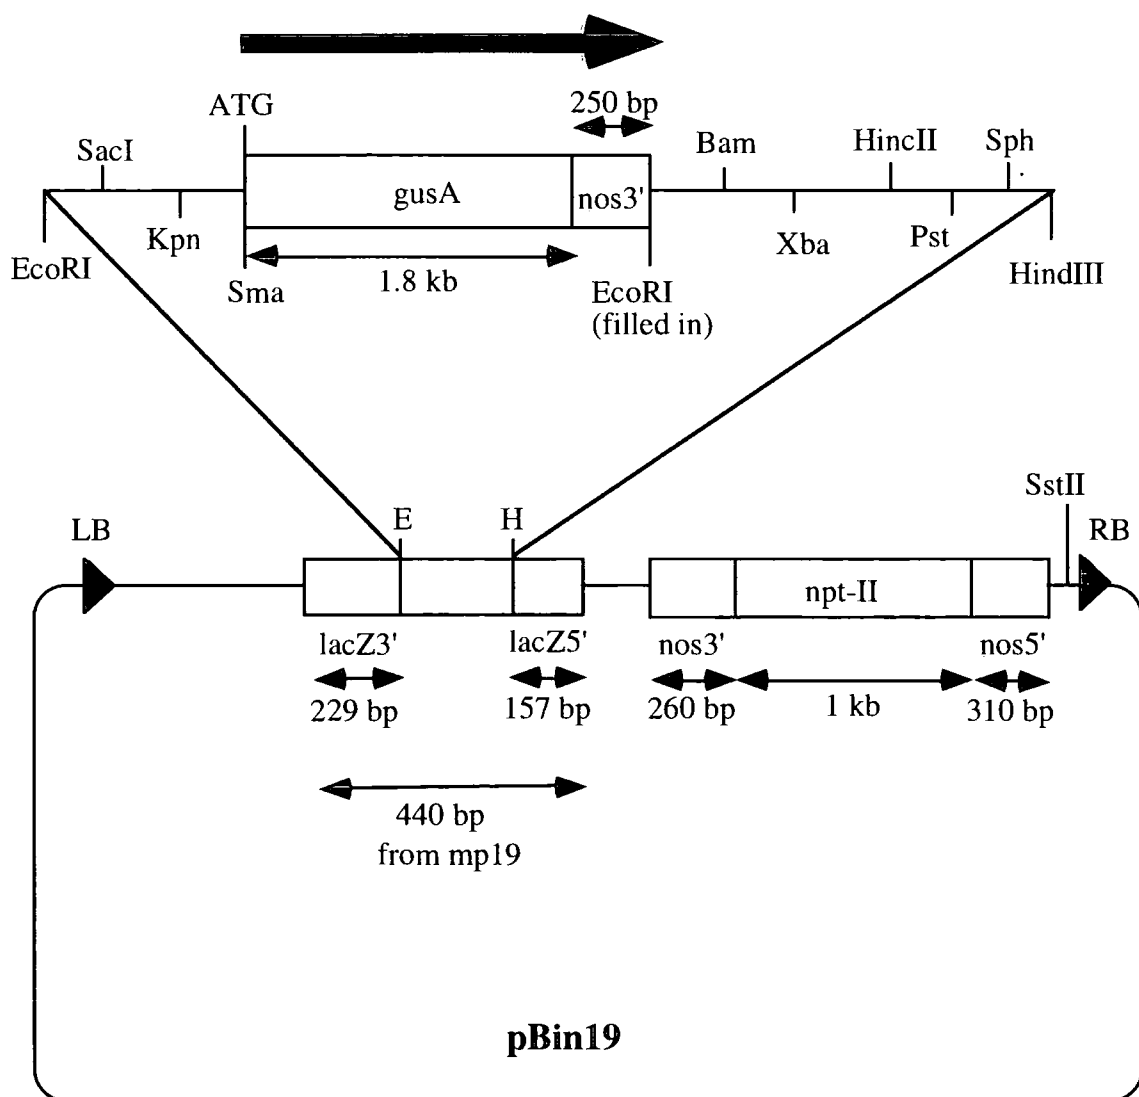 ATG
250 bp
SacI
Bam
HincII
Sph
gusA
nos3'
Kpn
Xba
Pst
EcoRI
1.8 kb
Sma
EcoRI
(filled in)
HindIII
SstII
LB
E
H
RB
npt-II
lacZ3'
lacZ5'
nos3'
nos5'
229 bp
157 bp
260 bp
1 kb
310 bp
440 bp
from mp19
pBin19